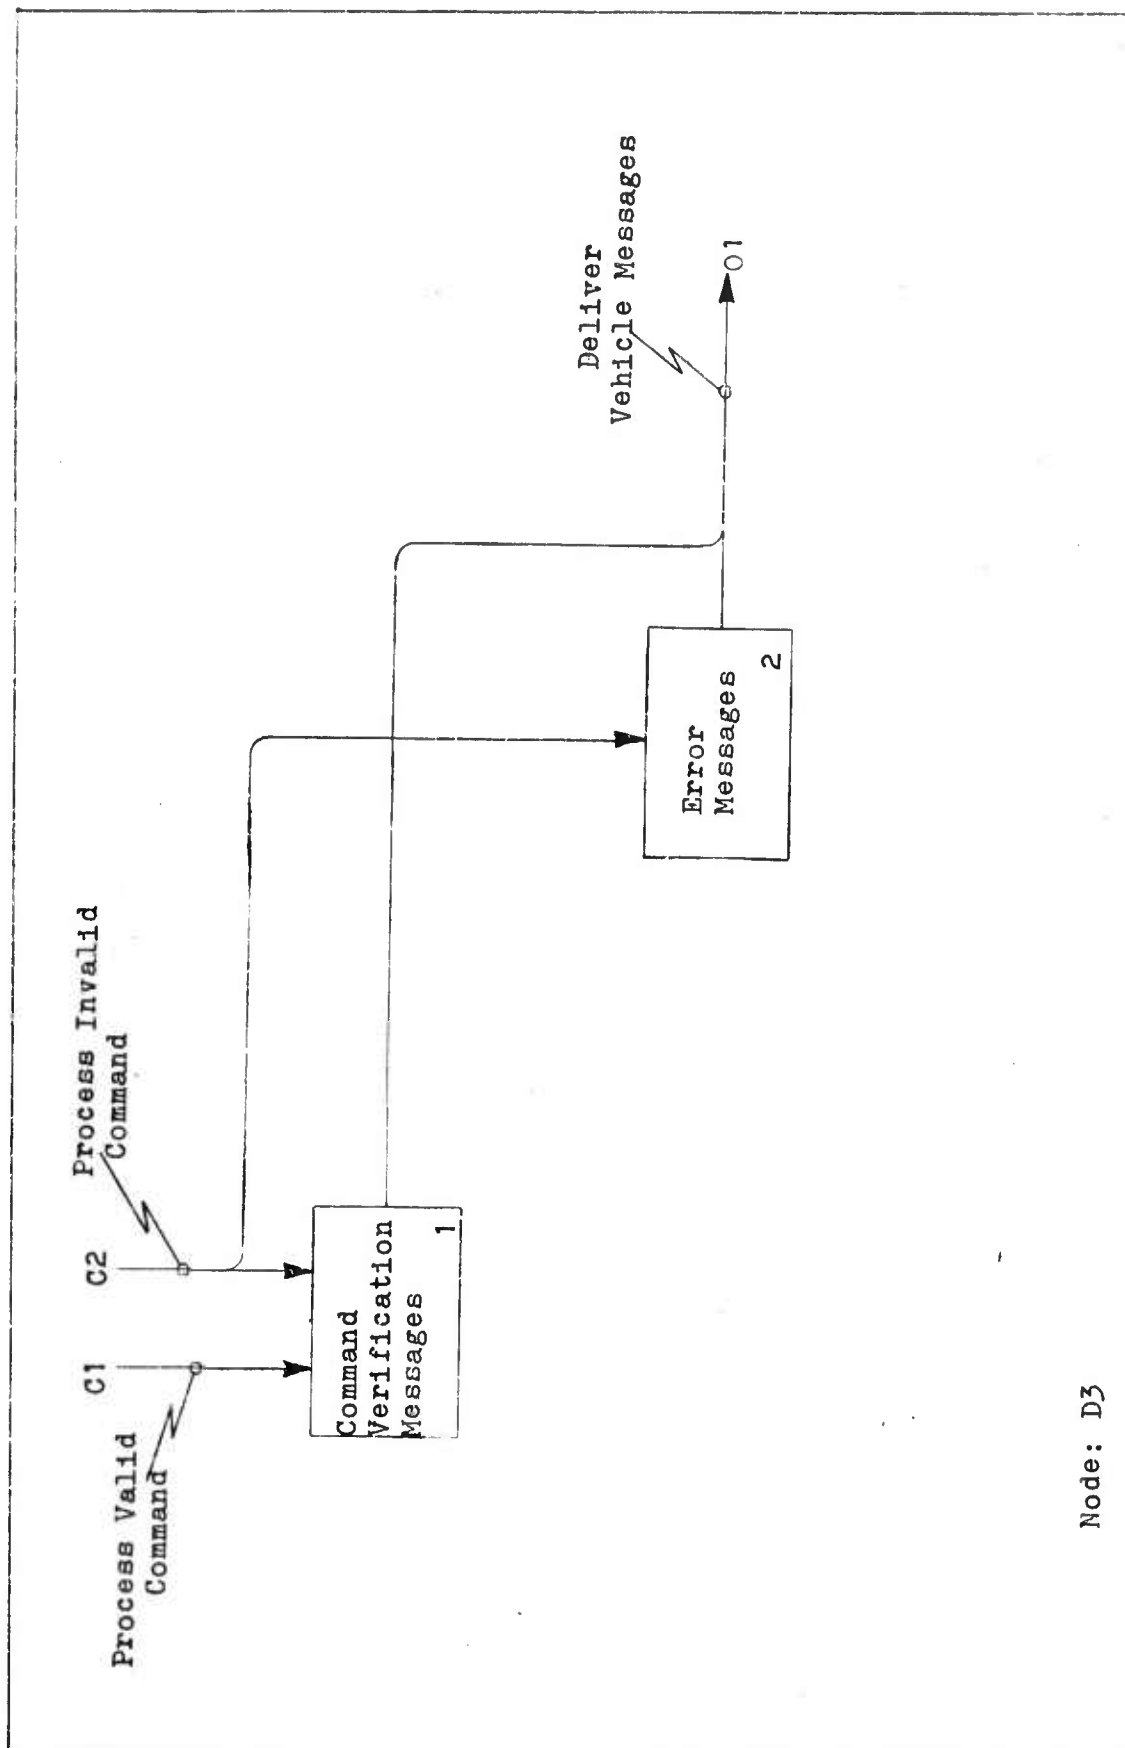 C1
C2
Process Valid
Command
Process Invalid
Command
Command
Verification
Messages
1
Error
Messages
2
Deliver
Vehicle Messages
O1
Node: D3